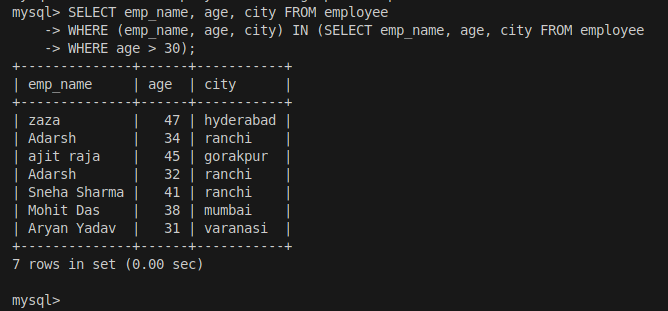 mysql> SELECT emp_name, age, city FROM employee
    -> WHERE (emp_name, age, city) IN (SELECT emp_name, age, city FROM employee
    -> WHERE age > 30);
+--------------+------+-----------+
| emp_name     | age  | city      |
+--------------+------+-----------+
| zaza         |   47 | hyderabad |
| Adarsh       |   34 | ranchi    |
| ajit raja    |   45 | gorakpur  |
| Adarsh       |   32 | ranchi    |
| Sneha Sharma |   41 | ranchi    |
| Mohit Das    |   38 | mumbai    |
| Aryan Yadav  |   31 | varanasi  |
+--------------+------+-----------+
7 rows in set (0.00 sec)
mysql>